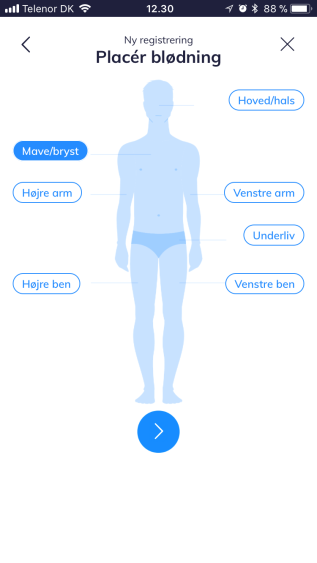 Telenor DK 12.30 88 %
Ny registrering
Placér blødning
Hoved/hals
Mave/bryst
Højre arm Venstre arm
Underliv
Højre ben Venstre ben